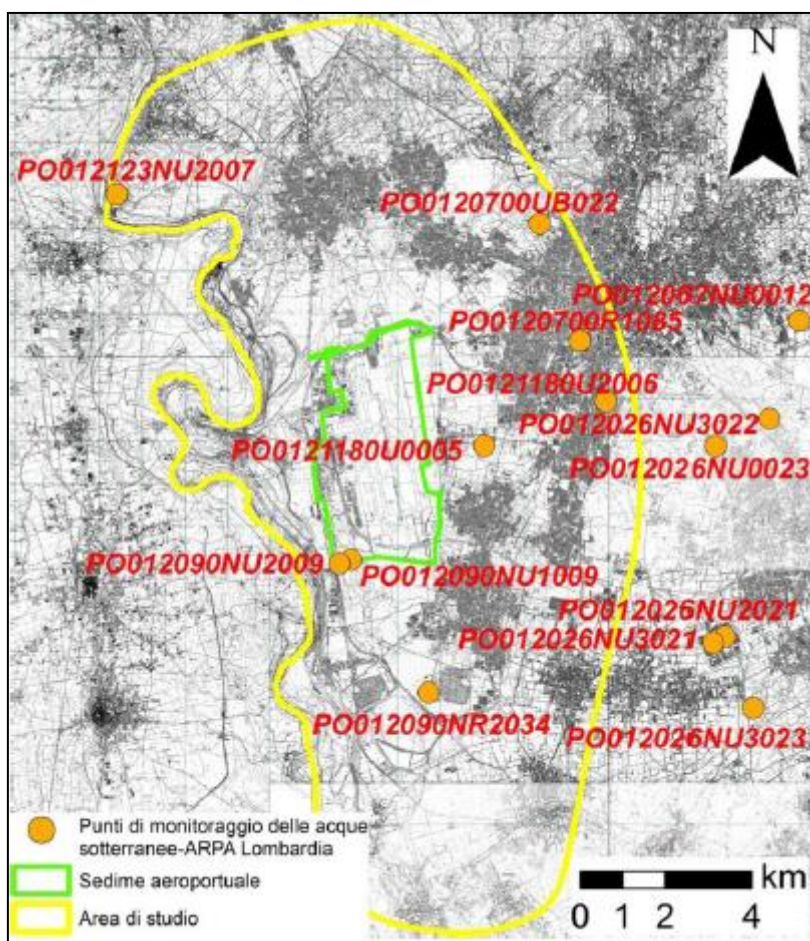 N
PO012123NU2007
PO0120700UB022
PO012067NU0012
PO0120700R1085
PO0121180U2006
PO012026NU3022
PO0121180U0005
PO012026NU0023
PO012090NU2009
PO012090NU1009
PO012026NU2021
PO012026NU3021
PO012090NR2034
PO012026NU3023
Punti di monitoraggio delle acque
sotterranee-ARPA Lombardia
Sedime aeroportuale
Area di studio
km
0 1 2 4